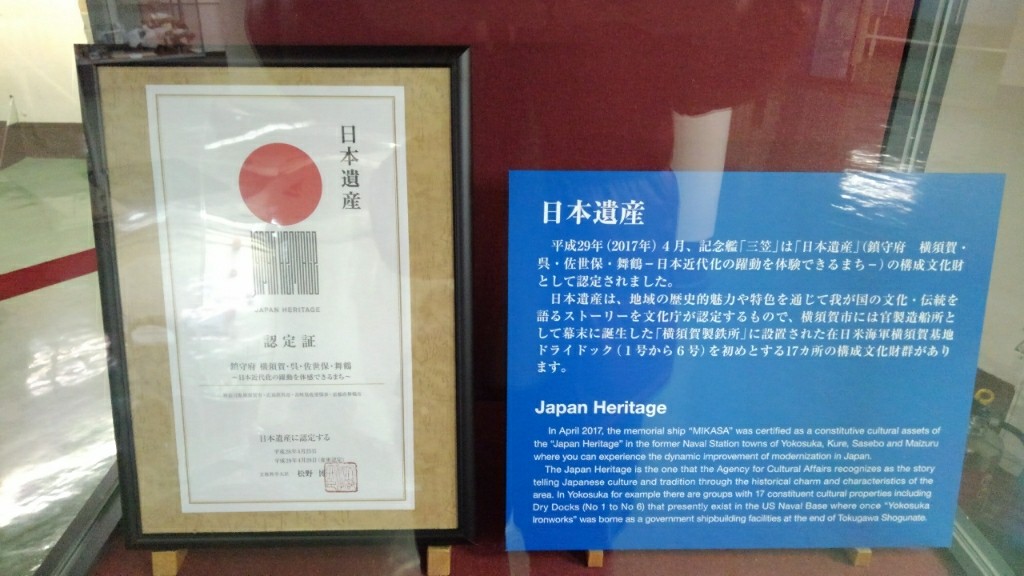 日本遺産
JAPAN HERITAGE
認定証
鎮守府 横須賀・呉・佐世保・舞鶴
－日本近代化の躍動を体感できるまち－
日本遺産に認定する
松野 博
日本遺産
平成29年(2017年)4月、記念艦「三笠」は「日本遺産」(鎮守府 横須賀・
呉・佐世保・舞鶴－日本近代化の躍動を体験できるまち－)の構成文化財
として認定されました。
日本遺産は、地域の歴史的魅力や特色を通じて我が国の文化・伝統を
語るストーリーを文化庁が認定するもので、横須賀市には官製造船所と
して幕末に誕生した「横須賀製鉄所」に設置された在日米海軍横須賀基地
ドライドック(1号から6号)を初めとする17カ所の構成文化財群があり
ます。
Japan Heritage
In April 2017, the memorial ship "MIKASA" was certified as a constitutive cultural assets of
the "Japan Heritage" in the former Naval Station towns of Yokosuka, Kure, Sasebo and Maizuru
where you can experience the dynamic improvement of modernization in Japan.
The Japan Heritage is the one that the Agency for Cultural Affairs recognizes as the story
telling Japanese culture and tradition through the historical charm and characteristics of the
area. In Yokosuka for example there are groups with 17 constituent cultural properties including
Dry Docks (No 1 to No 6) that presently exist in the US Naval Base where once "Yokosuka
Ironworks" was borne as a government shipbuilding facilities at the end of Tokugawa Shogunate.